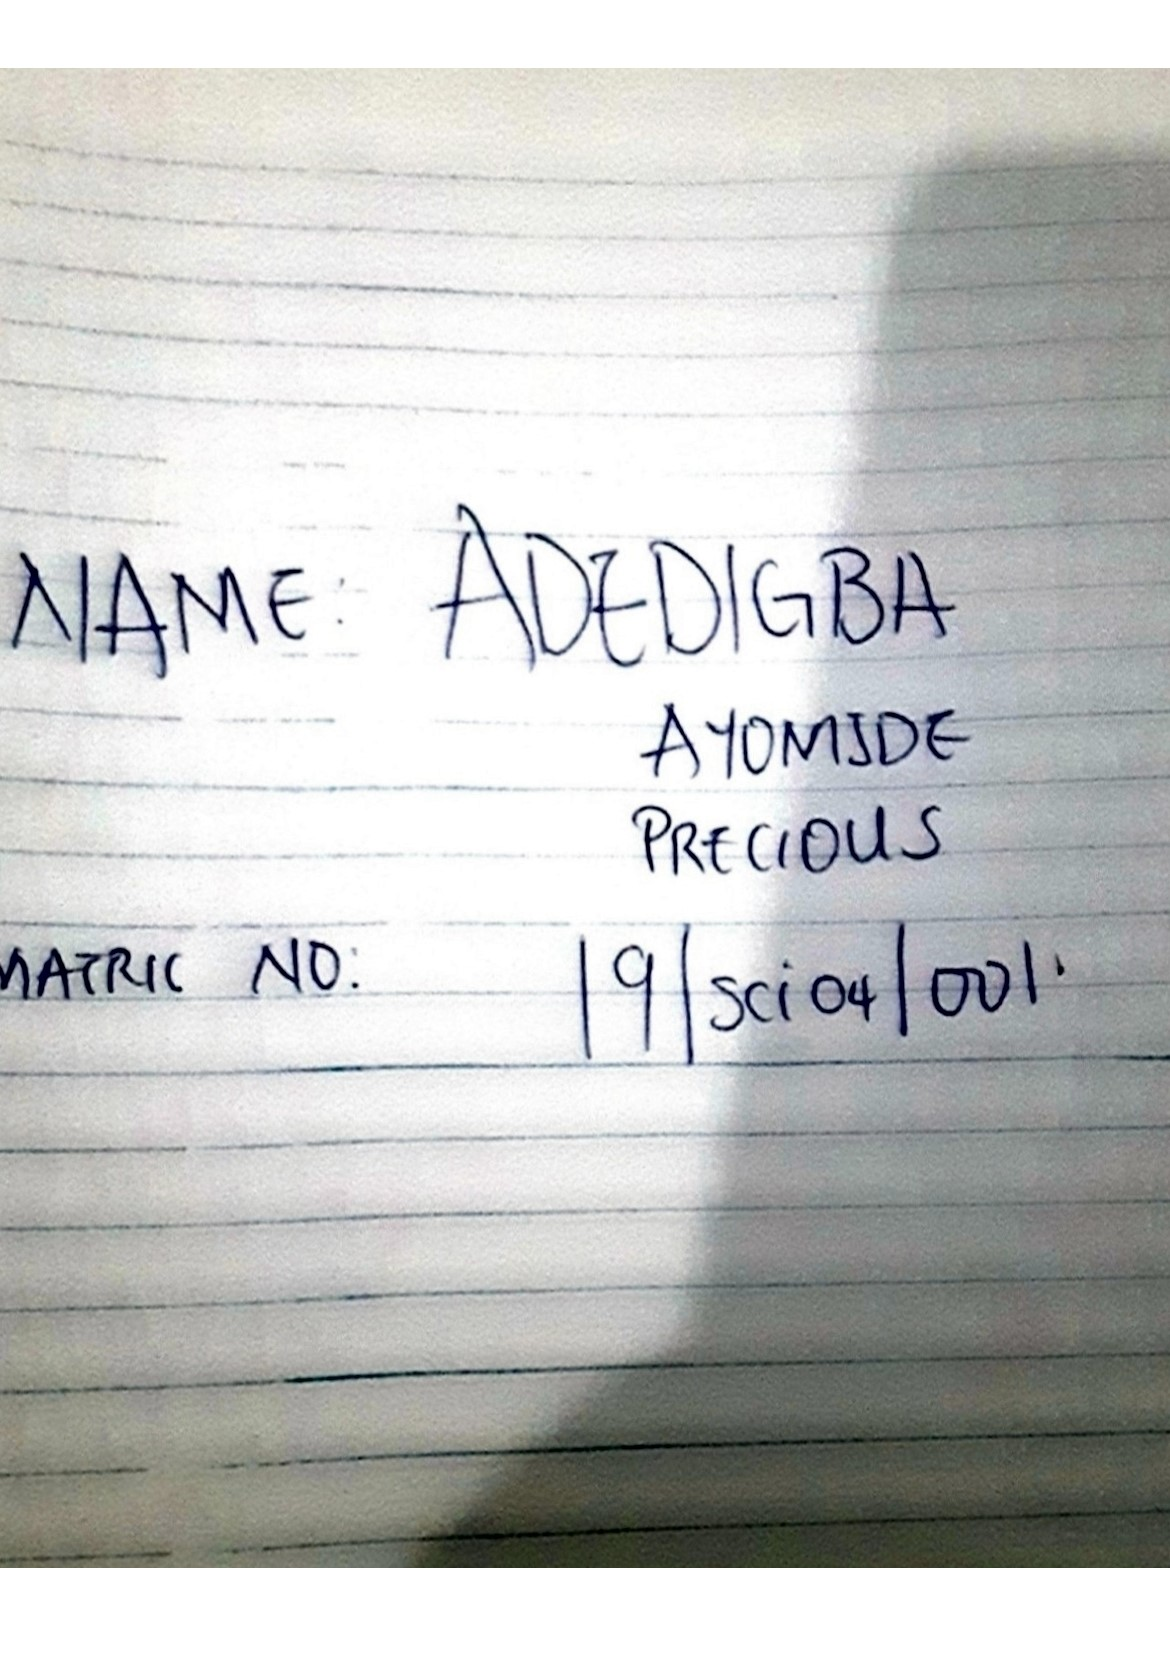 NAME: ADEDIGBA
AYOMIDE
PRECIOUS
MATRIC NO: 19/sci04/001.